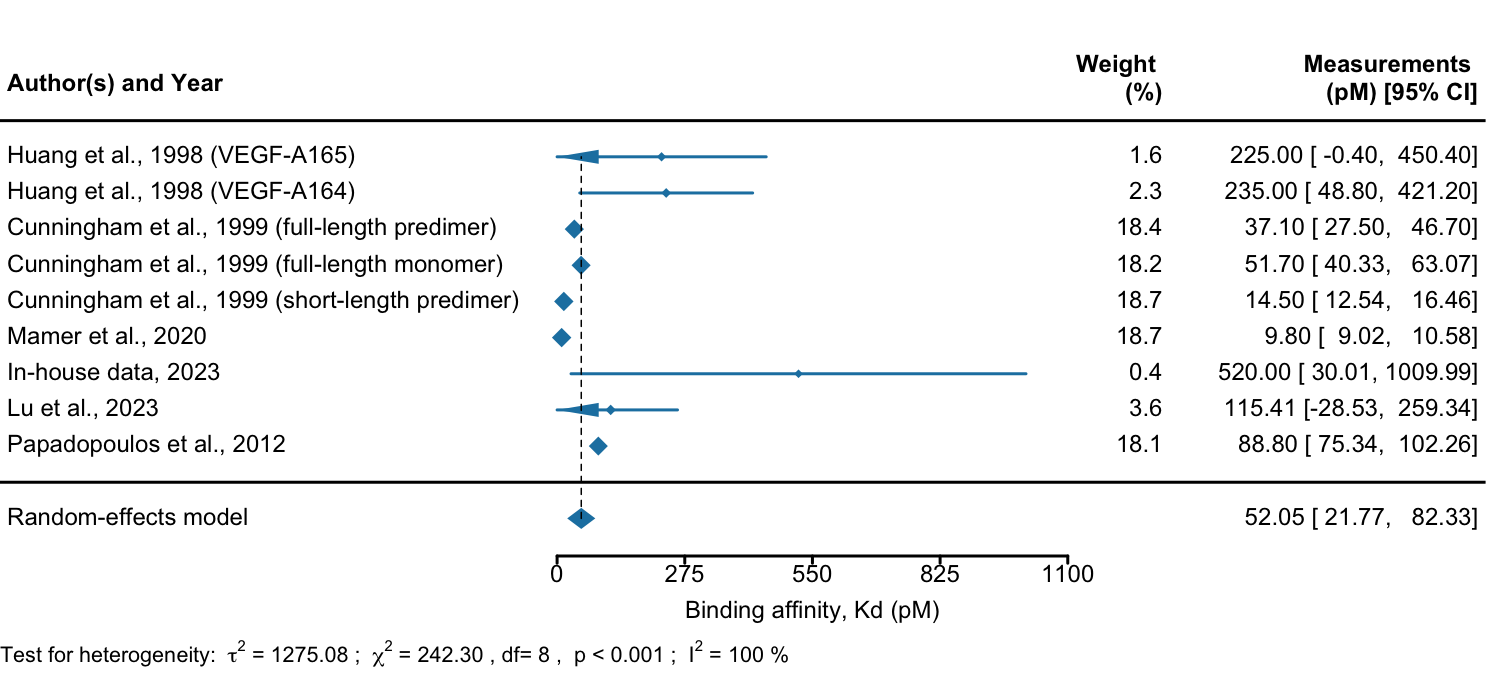 Author(s) and Year Weight (%) Measurements (pM) [95% CI]
Huang et al., 1998 (VEGF-A165) 1.6 225.00 [ -0.40, 450.40]
Huang et al., 1998 (VEGF-A164) 2.3 235.00 [ 48.80, 421.20]
Cunningham et al., 1999 (full-length predimer) 18.4 37.10 [ 27.50, 46.70]
Cunningham et al., 1999 (full-length monomer) 18.2 51.70 [ 40.33, 63.07]
Cunningham et al., 1999 (short-length predimer) 18.7 14.50 [ 12.54, 16.46]
Mamer et al., 2020 18.7 9.80 [ 9.02, 10.58]
In-house data, 2023 0.4 520.00 [ 30.01, 1009.99]
Lu et al., 2023 3.6 115.41 [-28.53, 259.34]
Papadopoulos et al., 2012 18.1 88.80 [ 75.34, 102.26]
Random-effects model 52.05 [ 21.77, 82.33]
0 275 550 825 1100
Binding affinity, Kd (pM)
Test for heterogeneity: τ² = 1275.08 ; χ² = 242.30 , df= 8 , p < 0.001 ; I² = 100 %